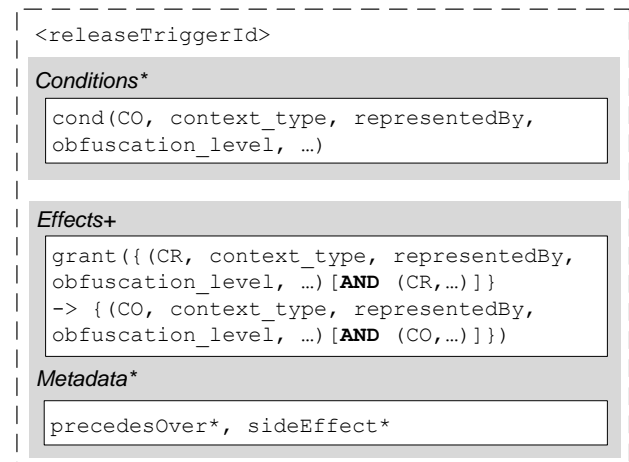 <releaseTriggerId>
Conditions*
cond(CO, context_type, representedBy,
obfuscation_level, …)
Effects+
grant({(CR, context_type, representedBy,
obfuscation_level, …)[AND (CR,…)]}
-> {(CO, context_type, representedBy,
obfuscation_level, …)[AND (CO,…)]})
Metadata*
precedesOver*, sideEffect*